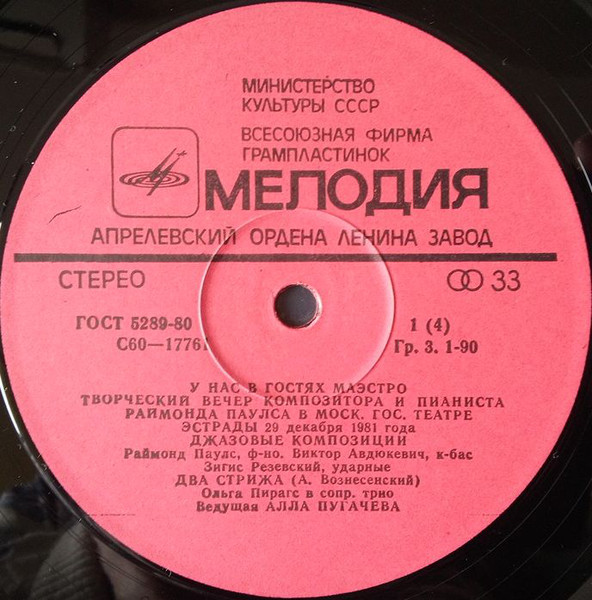 МИНИСТЕРСТВО
КУЛЬТУРЫ СССР
ВСЕСОЮЗНАЯ ФИРМА
ГРАМПЛАСТИНОК
МЕЛОДИЯ
АПРЕЛЕВСКИЙ ОРДЕНА ЛЕНИНА ЗАВОД
СТЕРЕО 33
ГОСТ 5289-80 1 (4)
С60—17761 Гр. 3. 1-90
У НАС В ГОСТЯХ МАЭСТРО
ТВОРЧЕСКИЙ ВЕЧЕР КОМПОЗИТОРА И ПИАНИСТА
РАЙМОНДА ПАУЛСА В МОСК. ГОС. ТЕАТРЕ
ЭСТРАДЫ 29 декабря 1981 года
ДЖАЗОВЫЕ КОМПОЗИЦИИ
Раймонд Паулс, ф-но. Виктор Авдюкевич, к-бас
Зигис Резевский, ударные
ДВА СТРИЖА (А. Вознесенский)
Ольга Пирагс в сопр. трио
Ведущая АЛЛА ПУГАЧЕВА